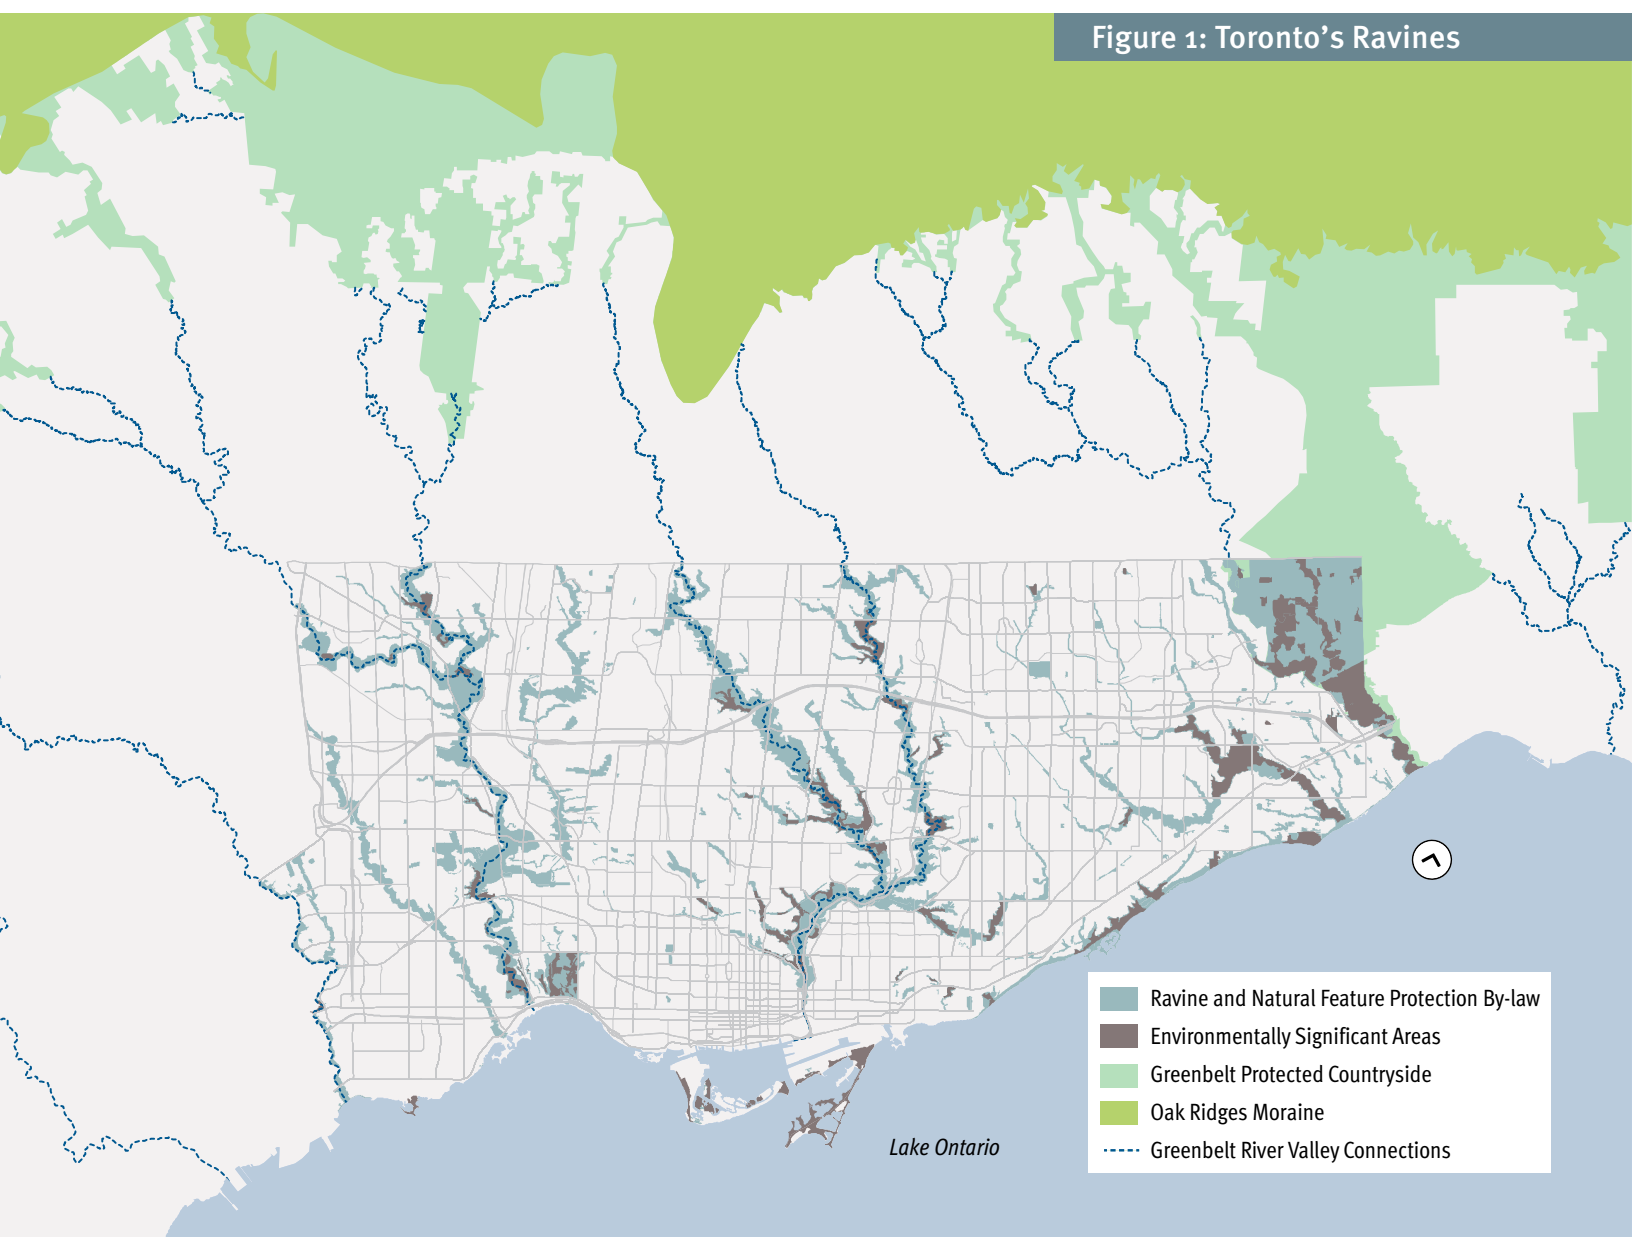 Figure 1: Toronto's Ravines
Lake Ontario
Ravine and Natural Feature Protection By-law
Environmentally Significant Areas
Greenbelt Protected Countryside
Oak Ridges Moraine
Greenbelt River Valley Connections